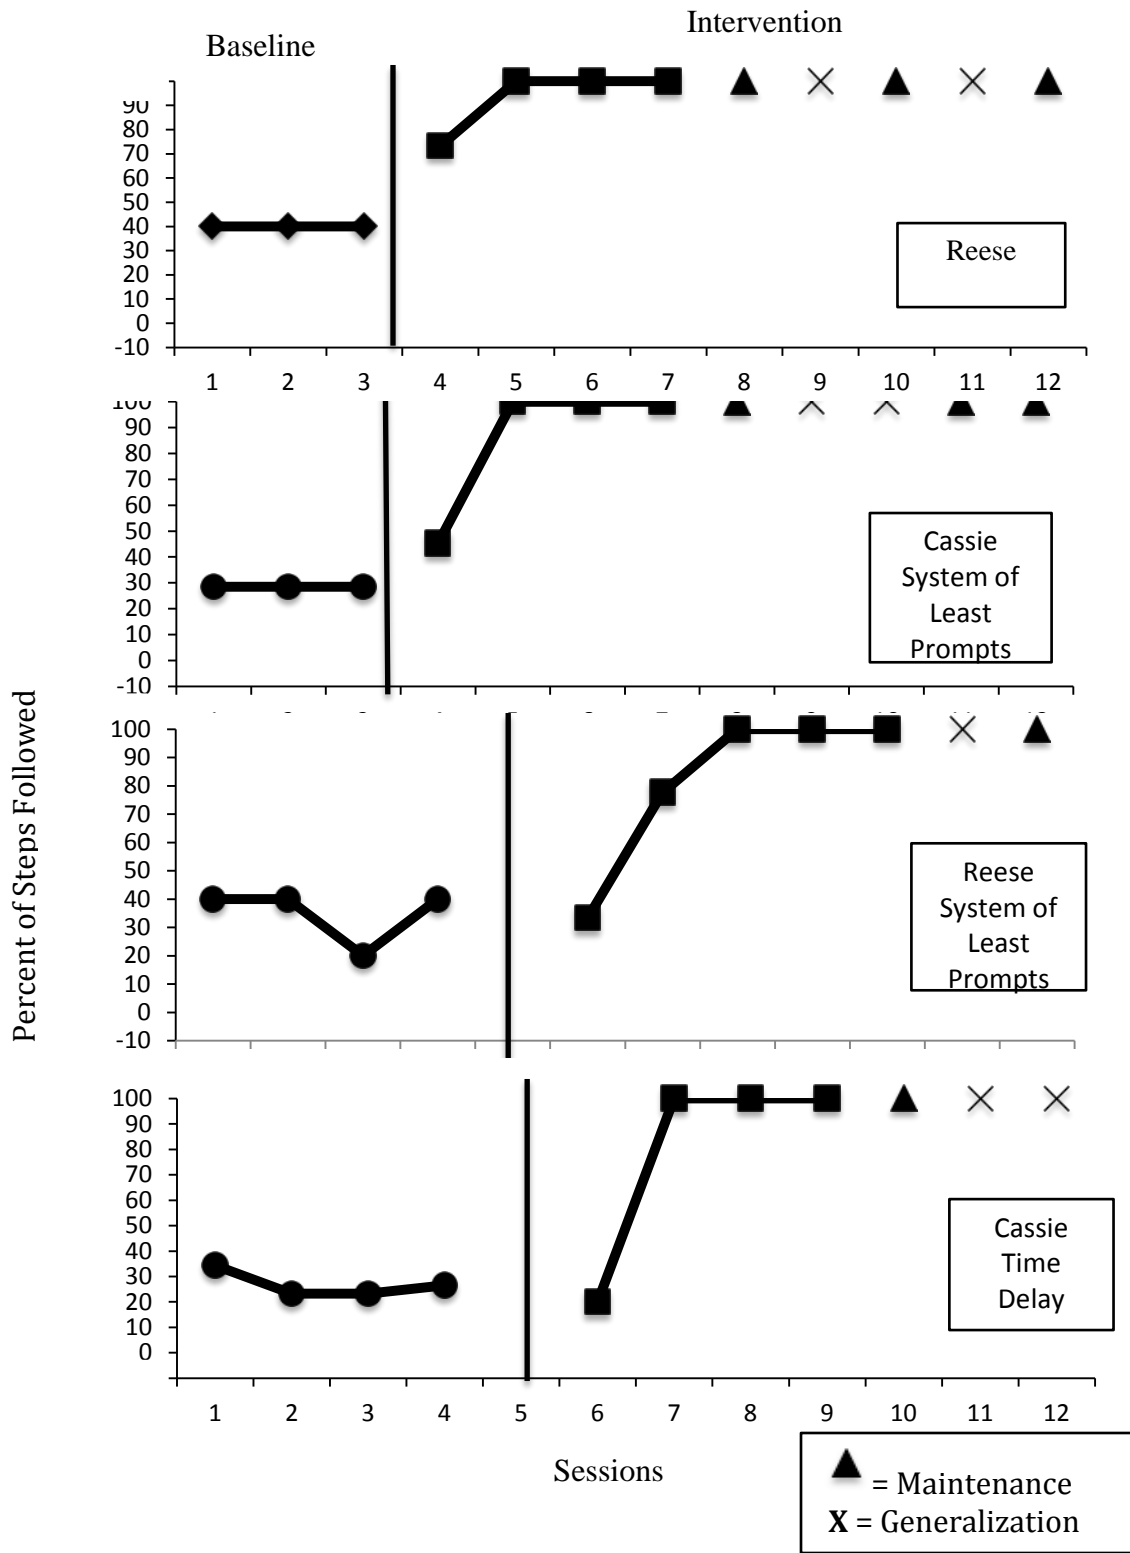 Baseline
Intervention
90
80
70
60
50
40
30
20
10
0
-10
Reese
1 2 3 4 5 6 7 8 9 10 11 12
100
90
80
70
60
50
40
30
20
10
0
-10
Cassie
System of
Least
Prompts
Percent of Steps Followed
100
90
80
70
60
50
40
30
20
10
0
-10
Reese
System of
Least
Prompts
100
90
80
70
60
50
40
30
20
10
0
Cassie
Time
Delay
1 2 3 4 5 6 7 8 9 10 11 12
Sessions
= Maintenance
X = Generalization